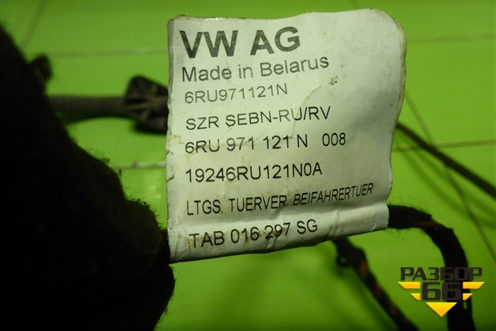 VW AG
Made in Belarus
6RU971121N
SZR SEBN-RU/RV
6RU 971 121 N 008
19246RU121N0A
LTGS. TUERVER. BEIFAHRERTUER
TAB 016 297 SG
РАЗБОР
66